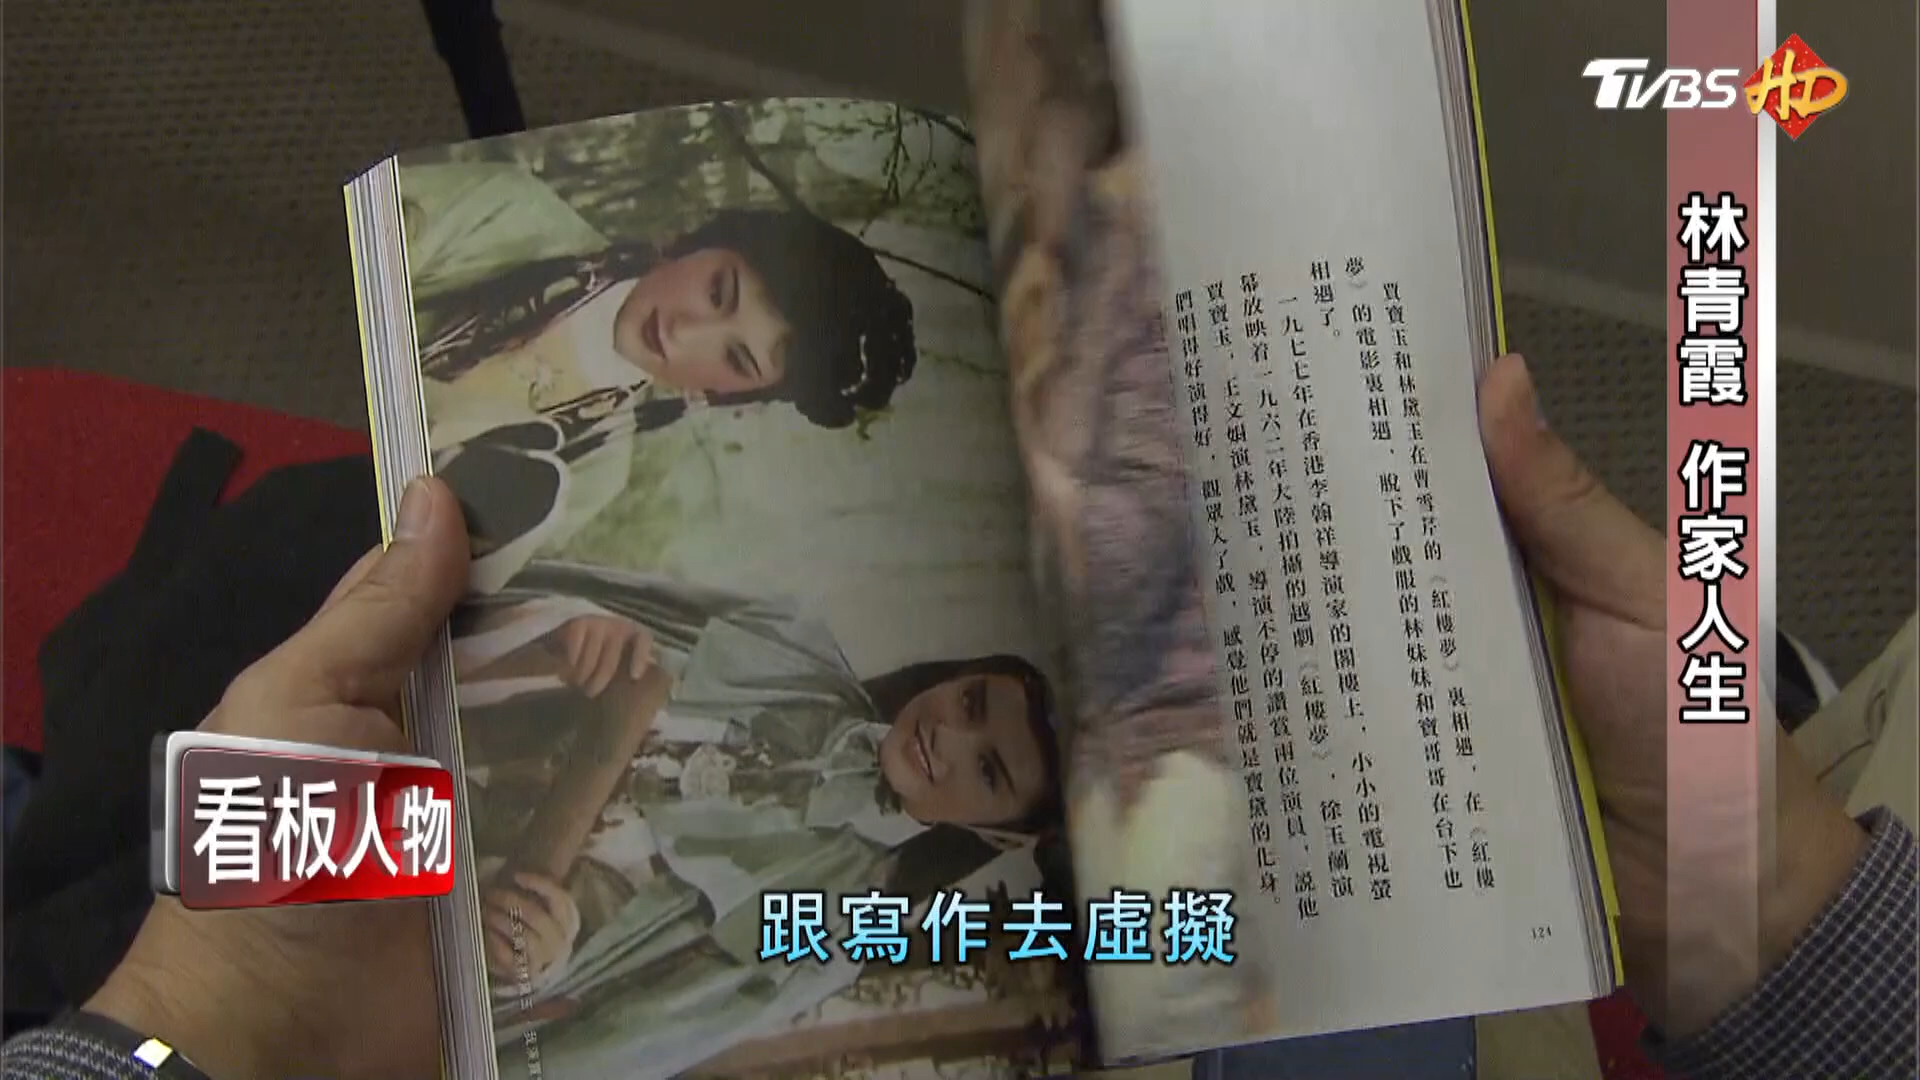 TVBS HD
林青霞 作家人生
賈寶玉和林黛玉在曹雪芹的《紅樓夢》裏相遇，在《紅樓
夢》的電影裏相遇，脫下了戲服的林妹妹和寶哥哥在台下也
相遇了。
一九七七年在香港李翰祥導演家的閣樓上，小小的電視螢
幕放映着一九六二年大陸拍攝的越劇《紅樓夢》，徐玉蘭演
賈寶玉，王文娟演林黛玉，導演不停的讚賞兩位演員，說他
們唱得好演得好，觀眾入了戲，感覺他們就是寶黛的化身。
124
看板人物
跟寫作去虛擬